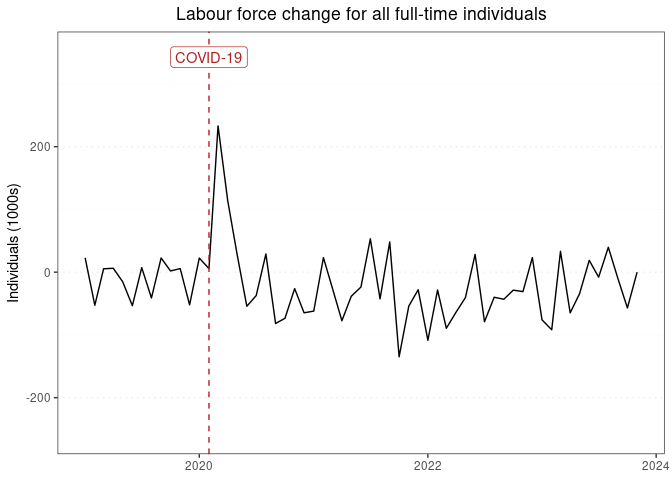 Labour force change for all full-time individuals
COVID-19
Individuals (1000s)
200
0
-200
2020
2022
2024